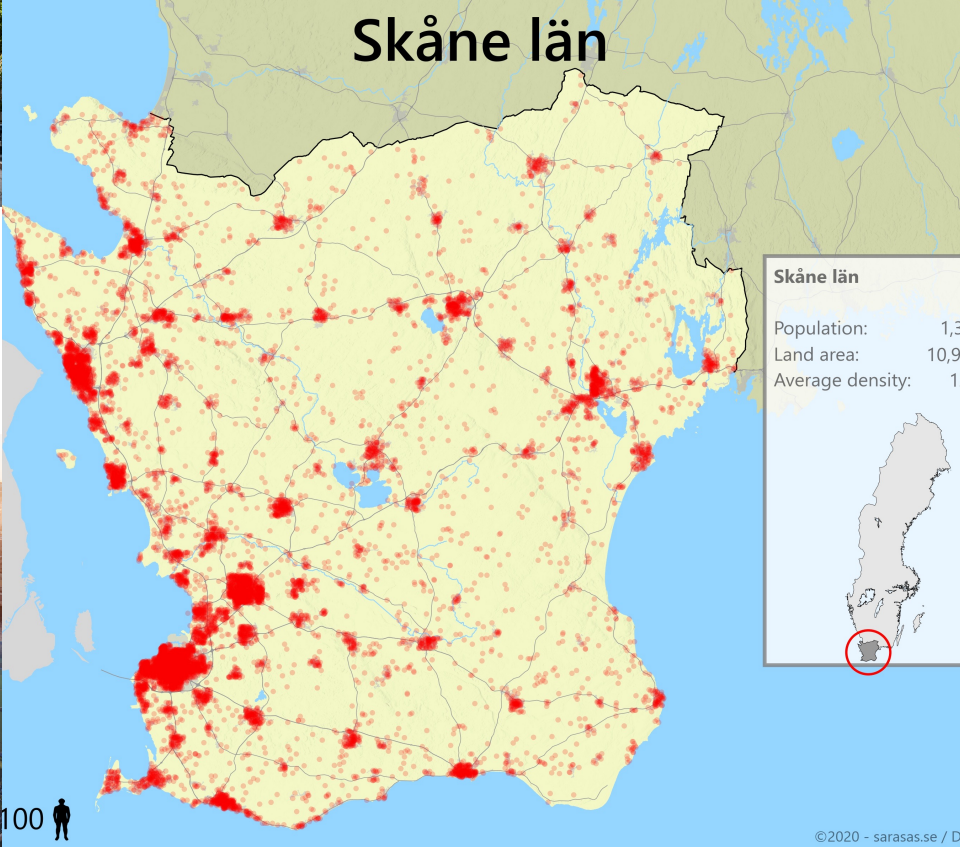 Skåne län
Skåne län
Population: 1,3
Land area: 10,9
Average density: 1
100
©2020 - sarasas.se / D